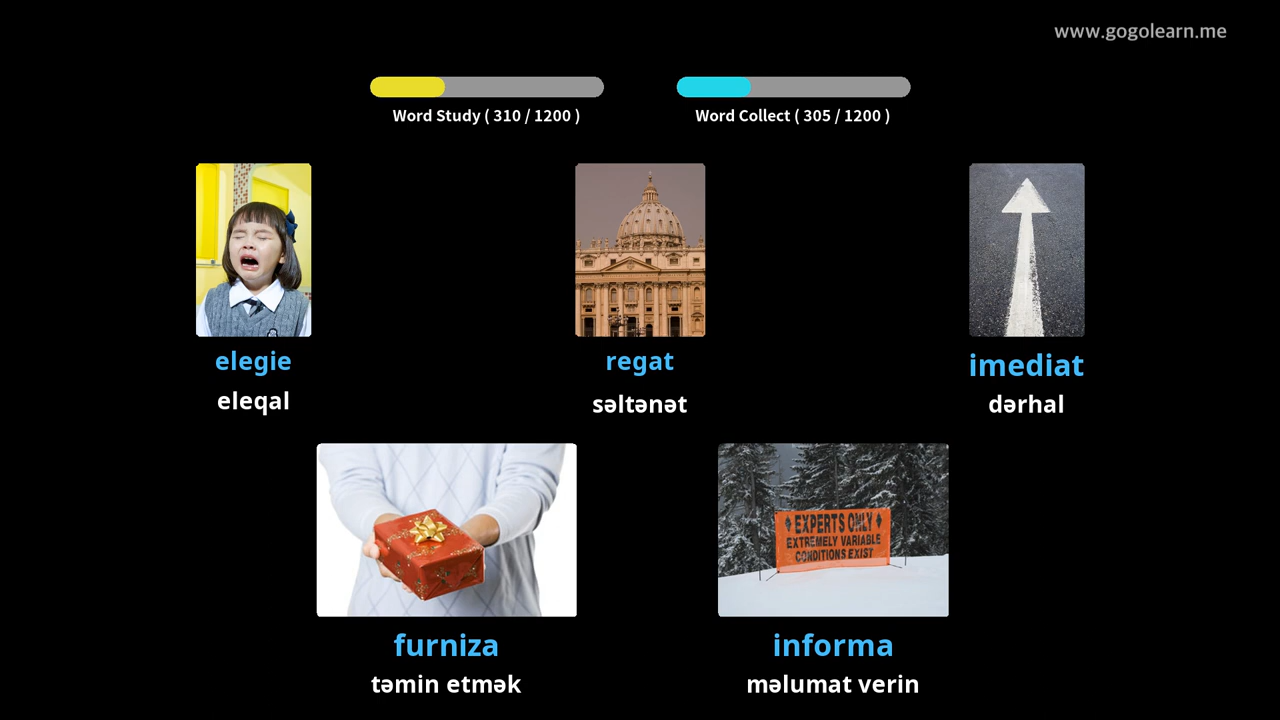 www.gogolearn.me
Word Study ( 310 / 1200 )
Word Collect ( 305 / 1200 )
elegie
eleqal
regat
səltənət
imediat
dərhal
EXPERTS ONLY
EXTREMELY VARIABLE
CONDITIONS EXIST
furniza
təmin etmək
informa
məlumat verin